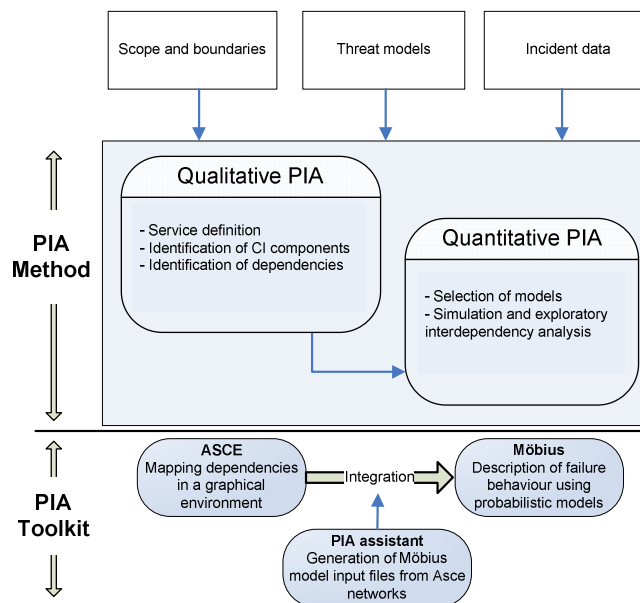 Scope and boundaries
Threat models
Incident data
PIA
Method
Qualitative PIA
- Service definition
- Identification of CI components
- Identification of dependencies
Quantitative PIA
- Selection of models
- Simulation and exploratory
interdependency analysis
PIA
Toolkit
ASCE
Mapping dependencies
in a graphical
environment
Integration
Möbius
Description of failure
behaviour using
probabilistic models
PIA assistant
Generation of Möbius
model input files from Asce
networks